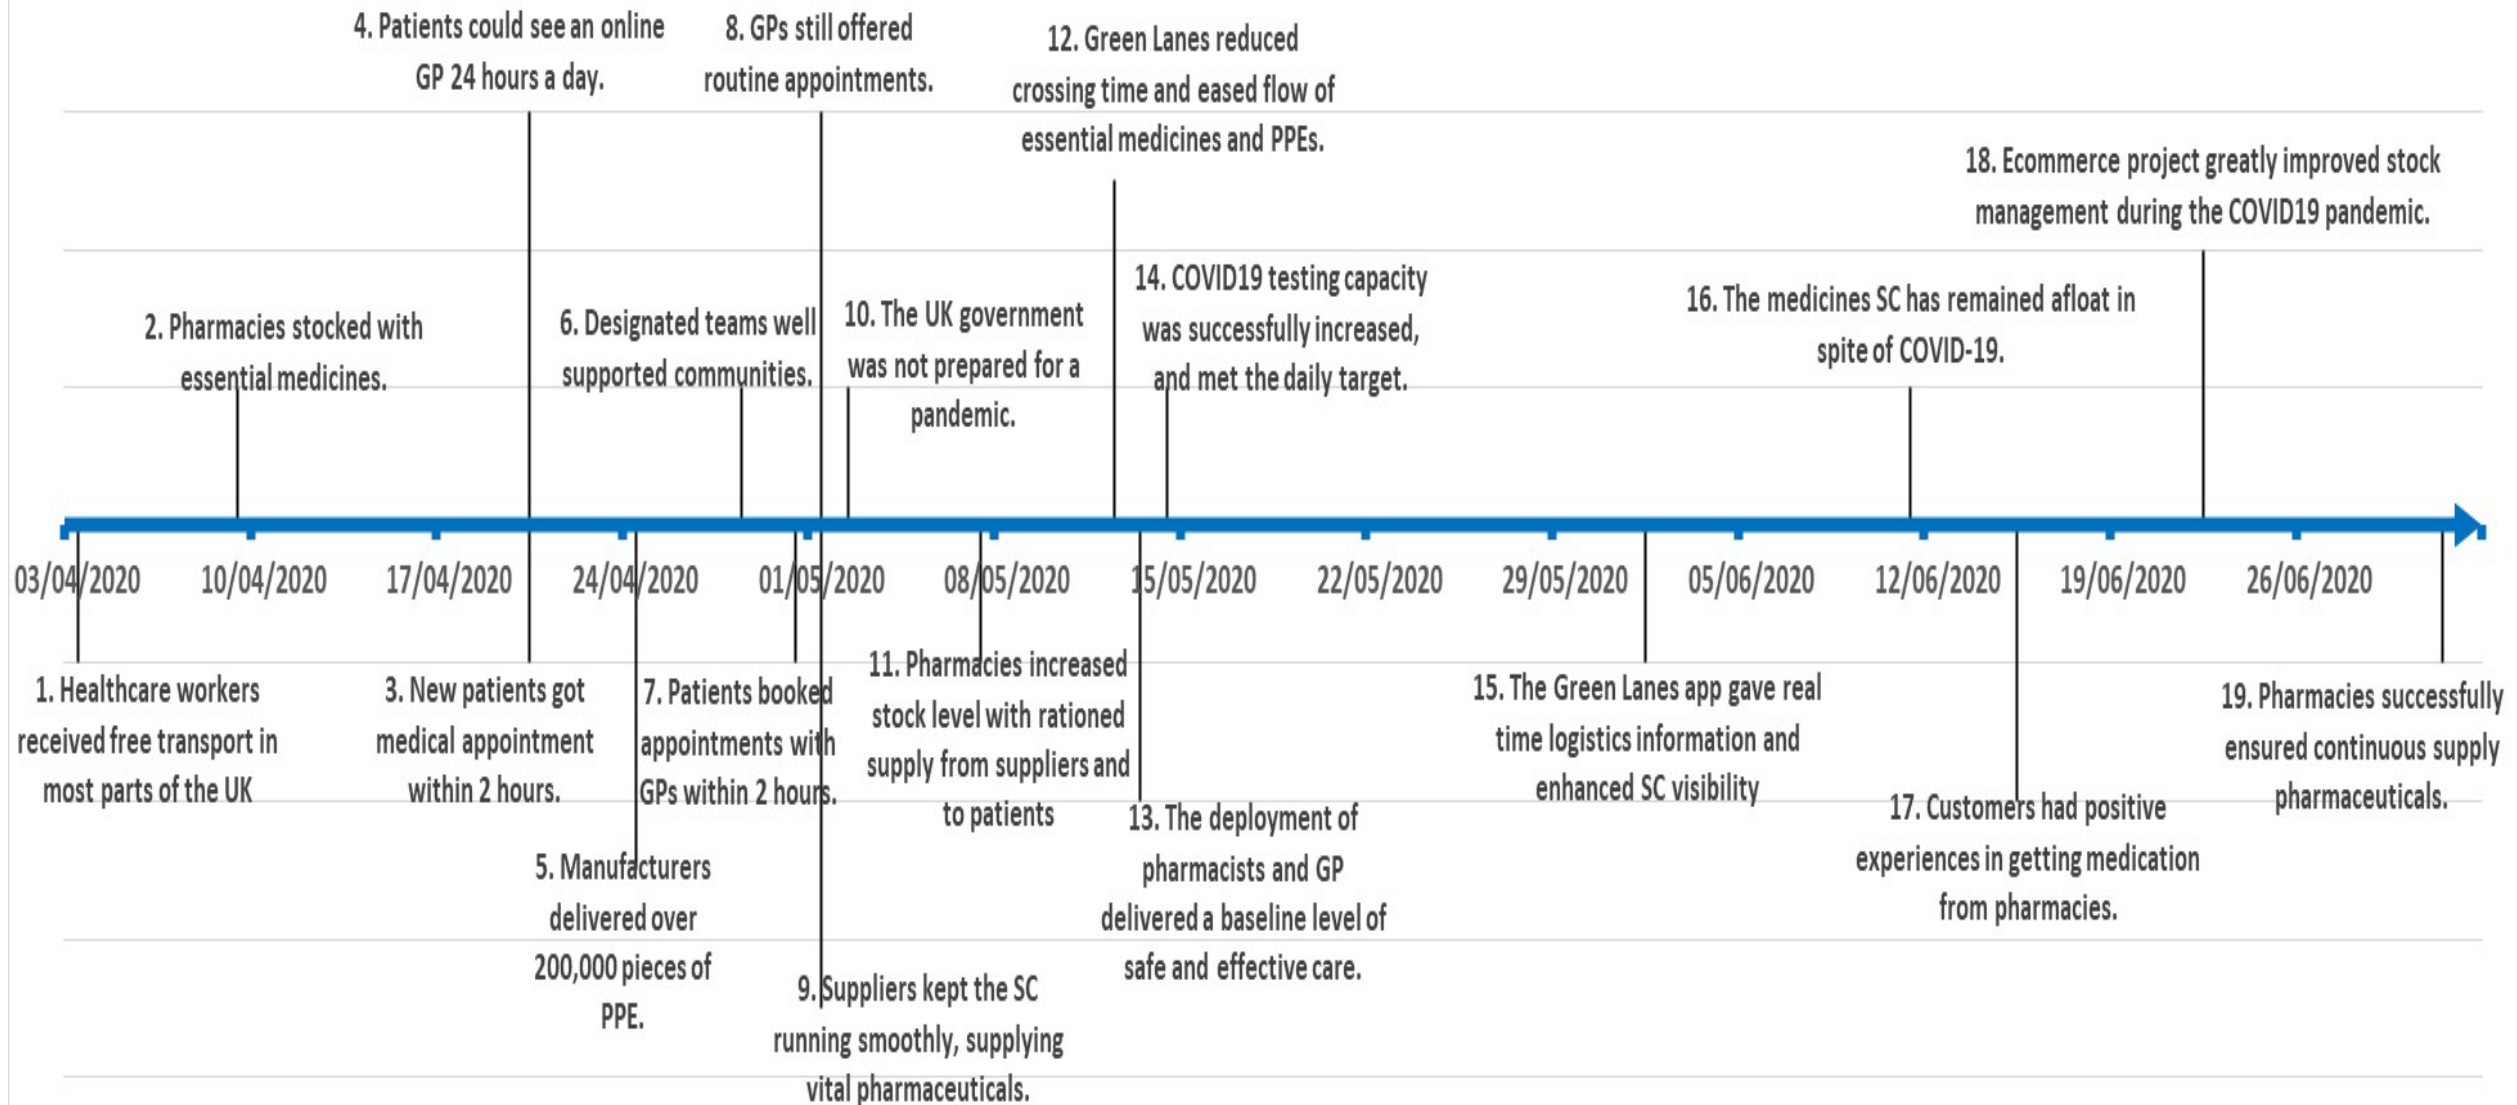 4. Patients could see an online
GP 24 hours a day.
8. GPs still offered
routine appointments.
12. Green Lanes reduced
crossing time and eased flow of
essential medicines and PPEs.
18. Ecommerce project greatly improved stock
management during the COVID19 pandemic.
2. Pharmacies stocked with
essential medicines.
6. Designated teams well
supported communities.
10. The UK government
was not prepared for a
pandemic.
14. COVID19 testing capacity
was successfully increased,
and met the daily target.
16. The medicines SC has remained afloat in
spite of COVID-19.
03/04/2020 10/04/2020 17/04/2020 24/04/2020 01/05/2020 08/05/2020 15/05/2020 22/05/2020 29/05/2020 05/06/2020 12/06/2020 19/06/2020 26/06/2020
1. Healthcare workers
received free transport in
most parts of the UK
3. New patients got
medical appointment
within 2 hours.
7. Patients booked
appointments with
GPs within 2 hours.
11. Pharmacies increased
stock level with rationed
supply from suppliers and
to patients
15. The Green Lanes app gave real
time logistics information and
enhanced SC visibility
19. Pharmacies successfully
ensured continuous supply
pharmaceuticals.
5. Manufacturers
delivered over
200,000 pieces of
PPE.
13. The deployment of
pharmacists and GP
delivered a baseline level of
safe and effective care.
17. Customers had positive
experiences in getting medication
from pharmacies.
9. Suppliers kept the SC
running smoothly, supplying
vital pharmaceuticals.